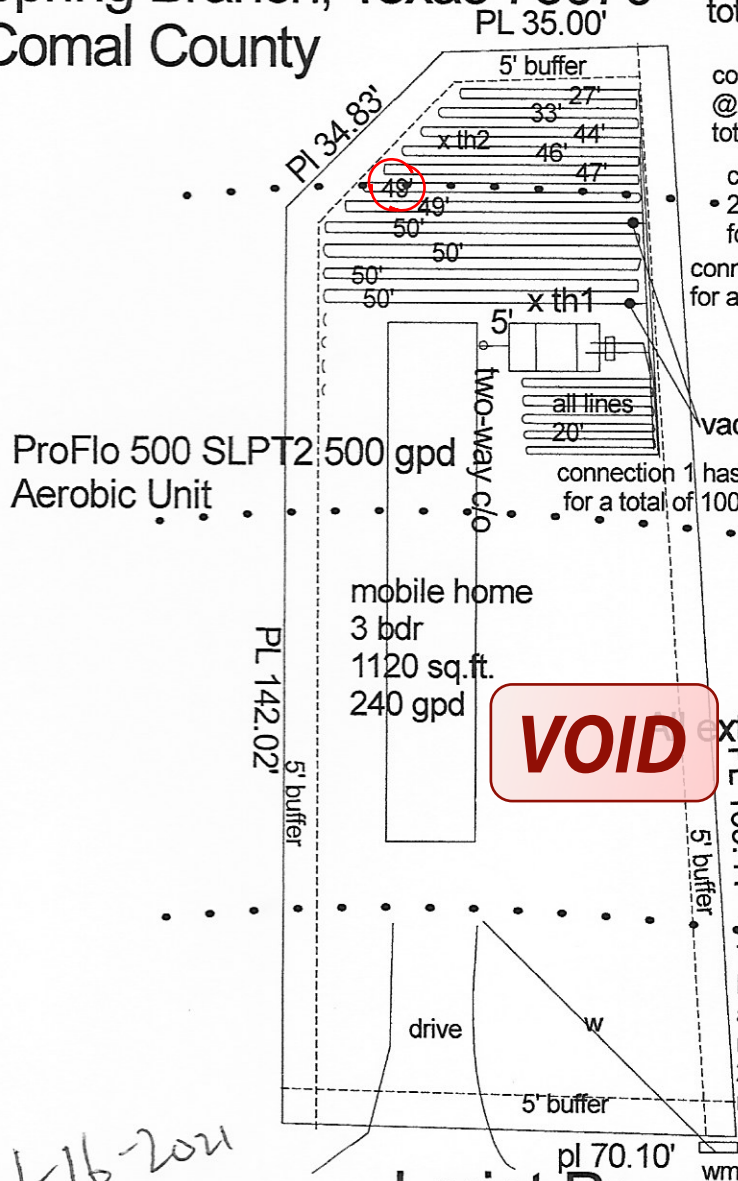 Comal County
PL 35.00'
5' buffer
Pl 34.83'
27'
33'
44'
x th2
46'
47'
49'
49'
50'
50'
50'
50'
x th1
5'
two-way c/o
all lines
20'
ProFlo 500 SLPT2 500 gpd
Aerobic Unit
connection 1 has
for a total of 100
mobile home
3 bdr
1120 sq.ft.
240 gpd
PL 142.02'
5' buffer
VOID
5' buffer
drive
w
5' buffer
pl 70.10'
wm
-16-2021